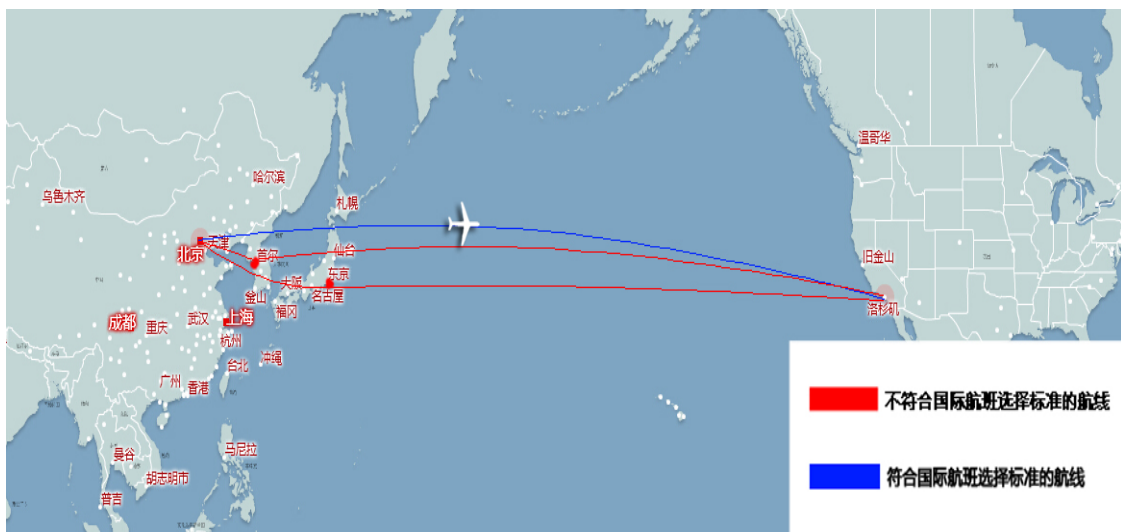 温哥华
哈尔滨
乌鲁木齐
札幌
天津
北京
首尔
仙台
旧金山
东京
大阪
釜山
名古屋
洛杉矶
福冈
成都
重庆
武汉
上海
杭州
冲绳
台北
广州
香港
不符合国际航班选择标准的航线
马尼拉
曼谷
胡志明市
符合国际航班选择标准的航线
普吉